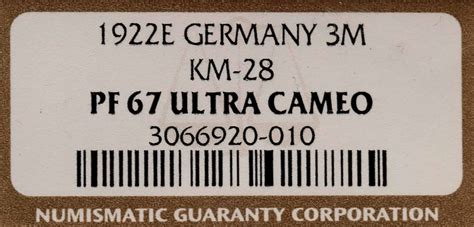 1922E GERMANY 3M
KM-28
PF 67 ULTRA CAMEO
3066920-010
NUMISMATIC GUARANTY CORPORATION